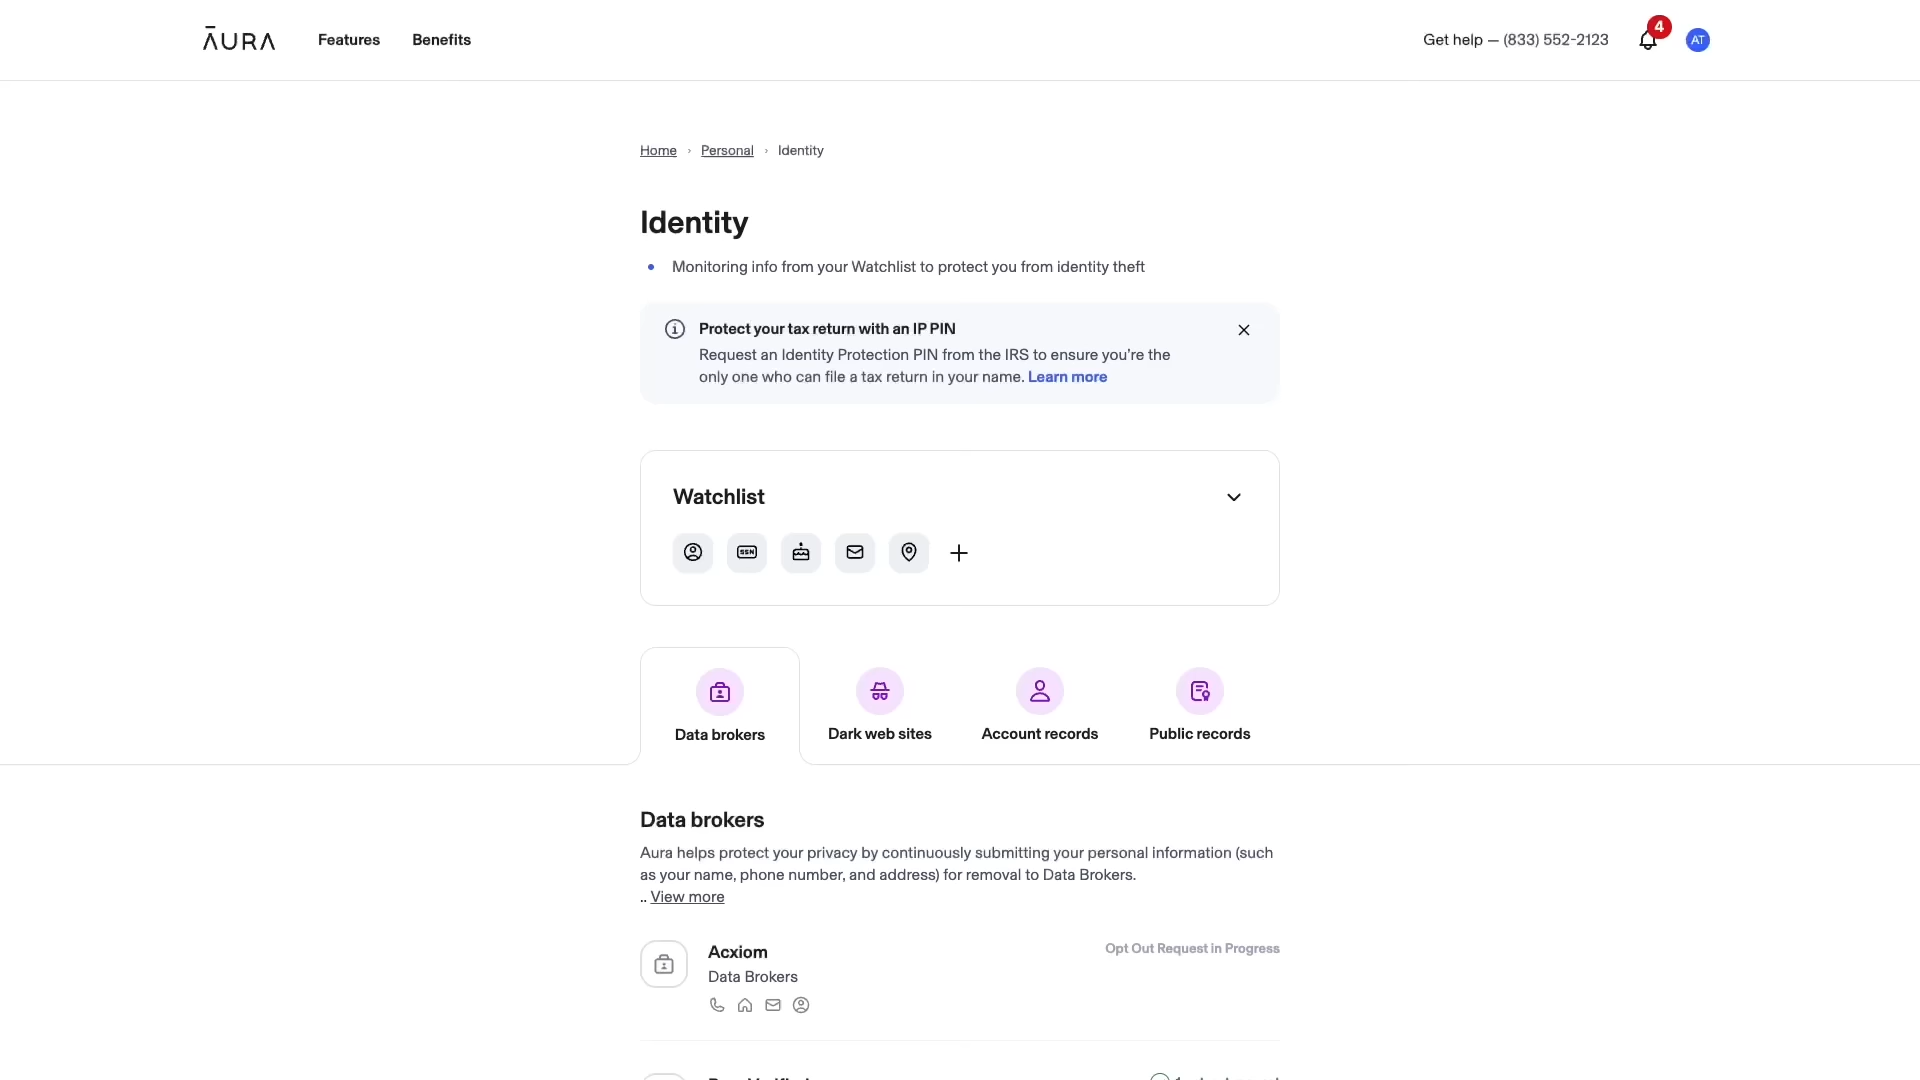 ĀURA
Features
Benefits
Get help — (833) 552-2123
4
AT
Home › Personal › Identity
Identity
• Monitoring info from your Watchlist to protect you from identity theft
Protect your tax return with an IP PIN
Request an Identity Protection PIN from the IRS to ensure you're the
only one who can file a tax return in your name. Learn more
Watchlist
SSN
Data brokers
Dark web sites
Account records
Public records
Data brokers
Aura helps protect your privacy by continuously submitting your personal information (such
as your name, phone number, and address) for removal to Data Brokers.
.. View more
Acxiom
Opt Out Request in Progress
Data Brokers